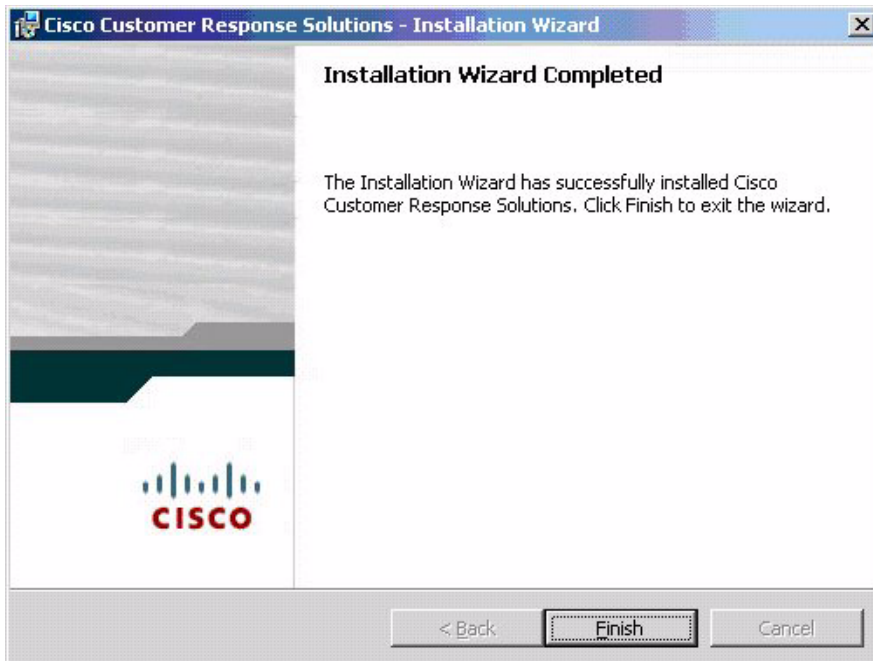 Cisco Customer Response Solutions - Installation Wizard
Installation Wizard Completed
The Installation Wizard has successfully installed Cisco
Customer Response Solutions. Click Finish to exit the wizard.
CISCO
< Back
Finish
Cancel